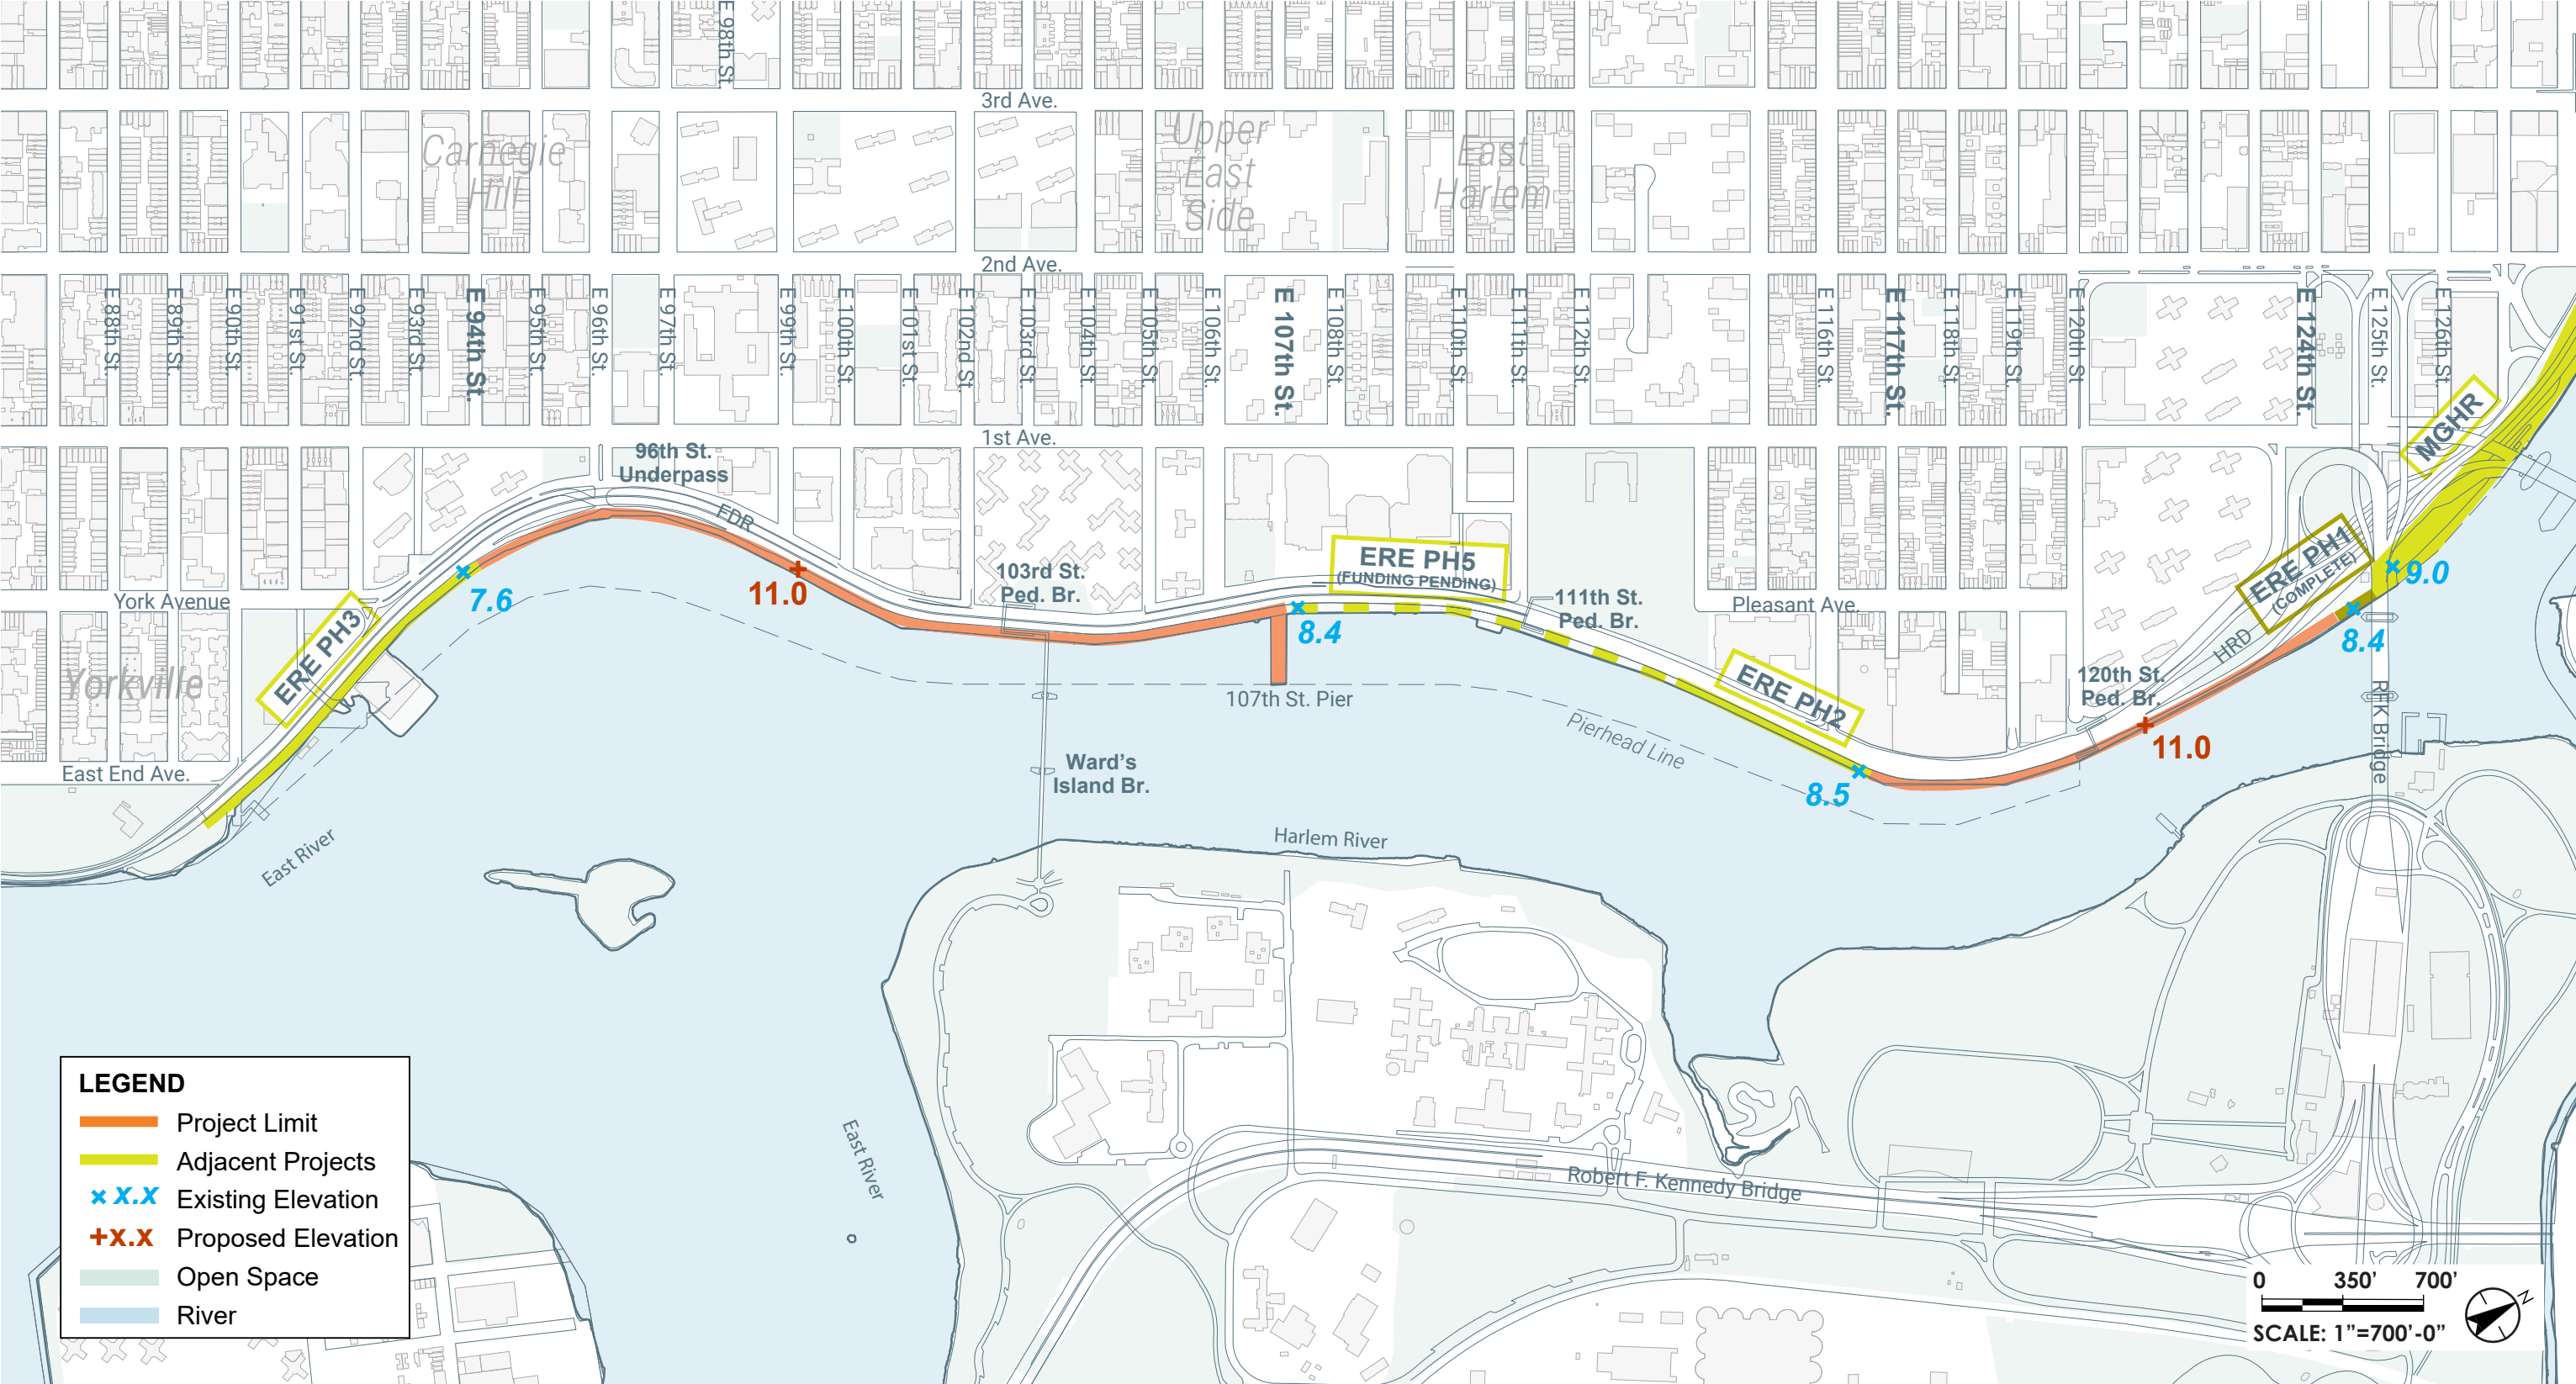 E 98th St.
3rd Ave.
Carnegie
Hill
Upper
East
Side
East
Harlem
2nd Ave.
E 88th St.
E 89th St.
E 90th St.
E 91st St.
E 92nd St.
E 93rd St.
E 94th St.
E 95th St.
E 96th St.
E 97th St.
E 99th St.
E 100th St.
E 101st St.
E 102nd St.
E 103rd St.
E 104th St.
E 105th St.
E 106th St.
E 107th St.
E 108th St.
E 110th St.
E 111th St.
E 112th St.
E 116th St.
E 117th St.
E 118th St.
E 119th St.
E 120th St.
E 124th St.
E 125th St.
E 126th St.
MGHR
1st Ave.
96th St.
Underpass
FDR
103rd St.
Ped. Br.
ERE PH5
(FUNDING PENDING)
111th St.
Ped. Br.
Pleasant Ave.
ERE PH1
(COMPLETE)
9.0
8.4
HRD
7.6
11.0
8.4
York Avenue
ERE PH3
Yorkville
East End Ave.
East River
107th St. Pier
Pierhead Line
ERE PH2
8.5
120th St.
Ped. Br.
11.0
RFK Bridge
Ward's
Island Br.
Harlem River
East River
Robert F. Kennedy Bridge
LEGEND
Project Limit
Adjacent Projects
x.x Existing Elevation
+x.x Proposed Elevation
Open Space
River
0 350' 700'
SCALE: 1”=700'-0”
N